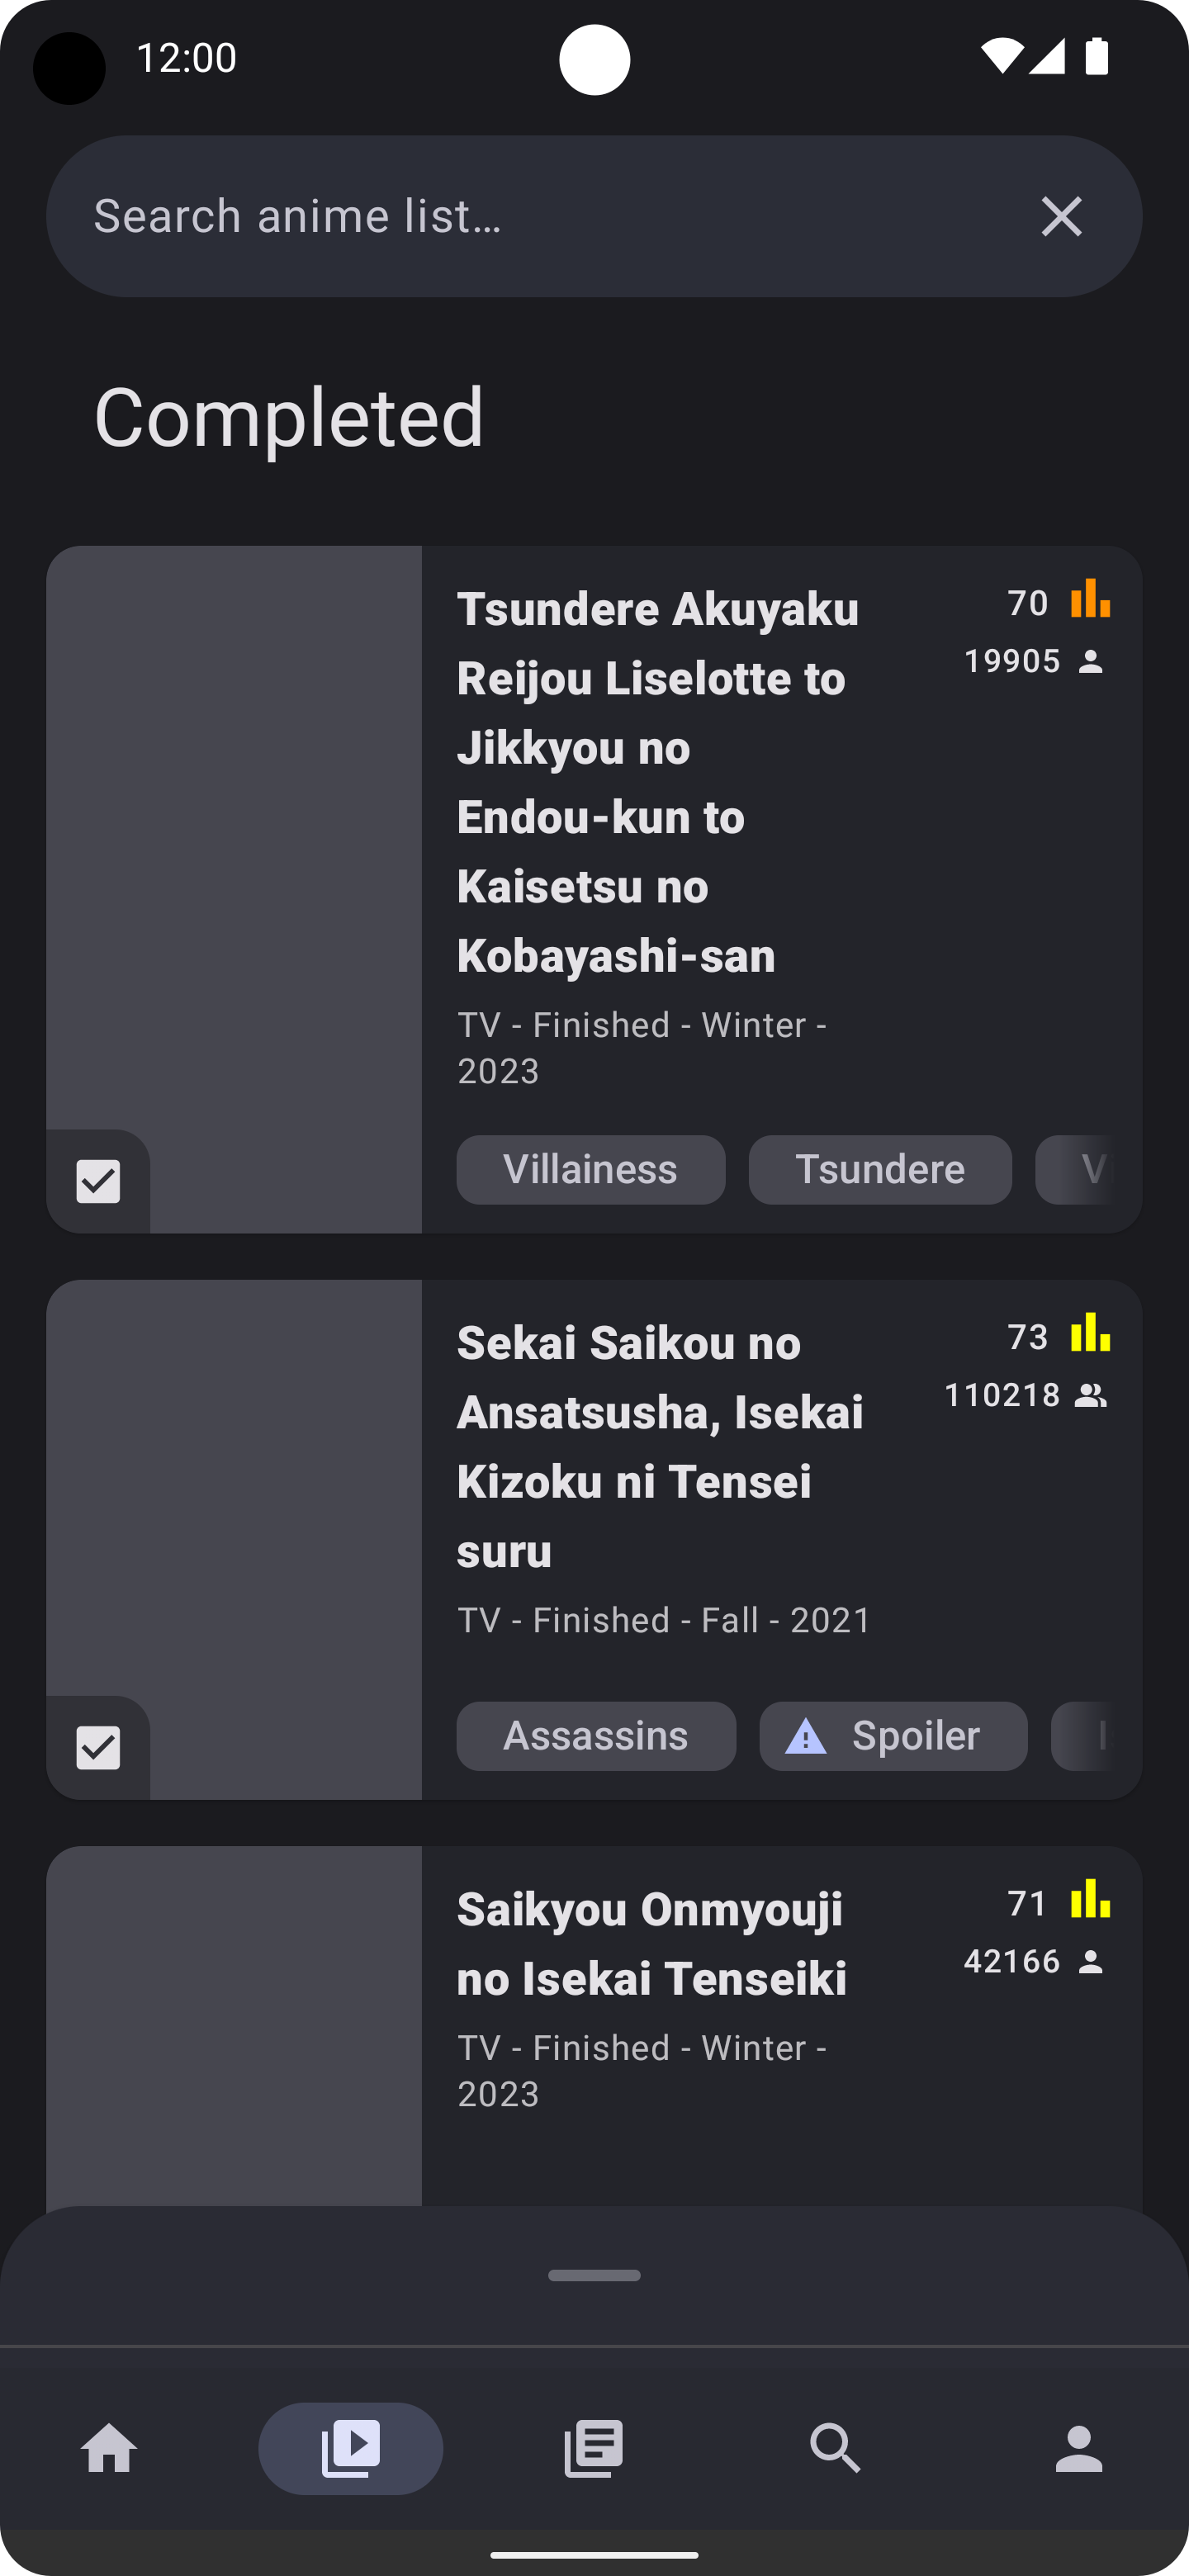 12:00
Search anime list…
Completed
Tsundere Akuyaku
Reijou Liselotte to
Jikkyou no
Endou-kun to
Kaisetsu no
Kobayashi-san
70
19905
TV - Finished - Winter -
2023
Villainess
Tsundere
Sekai Saikou no
Ansatsusha, Isekai
Kizoku ni Tensei
suru
73
110218
TV - Finished - Fall - 2021
Assassins
Spoiler
Saikyou Onmyouji
no Isekai Tenseiki
71
42166
TV - Finished - Winter -
2023